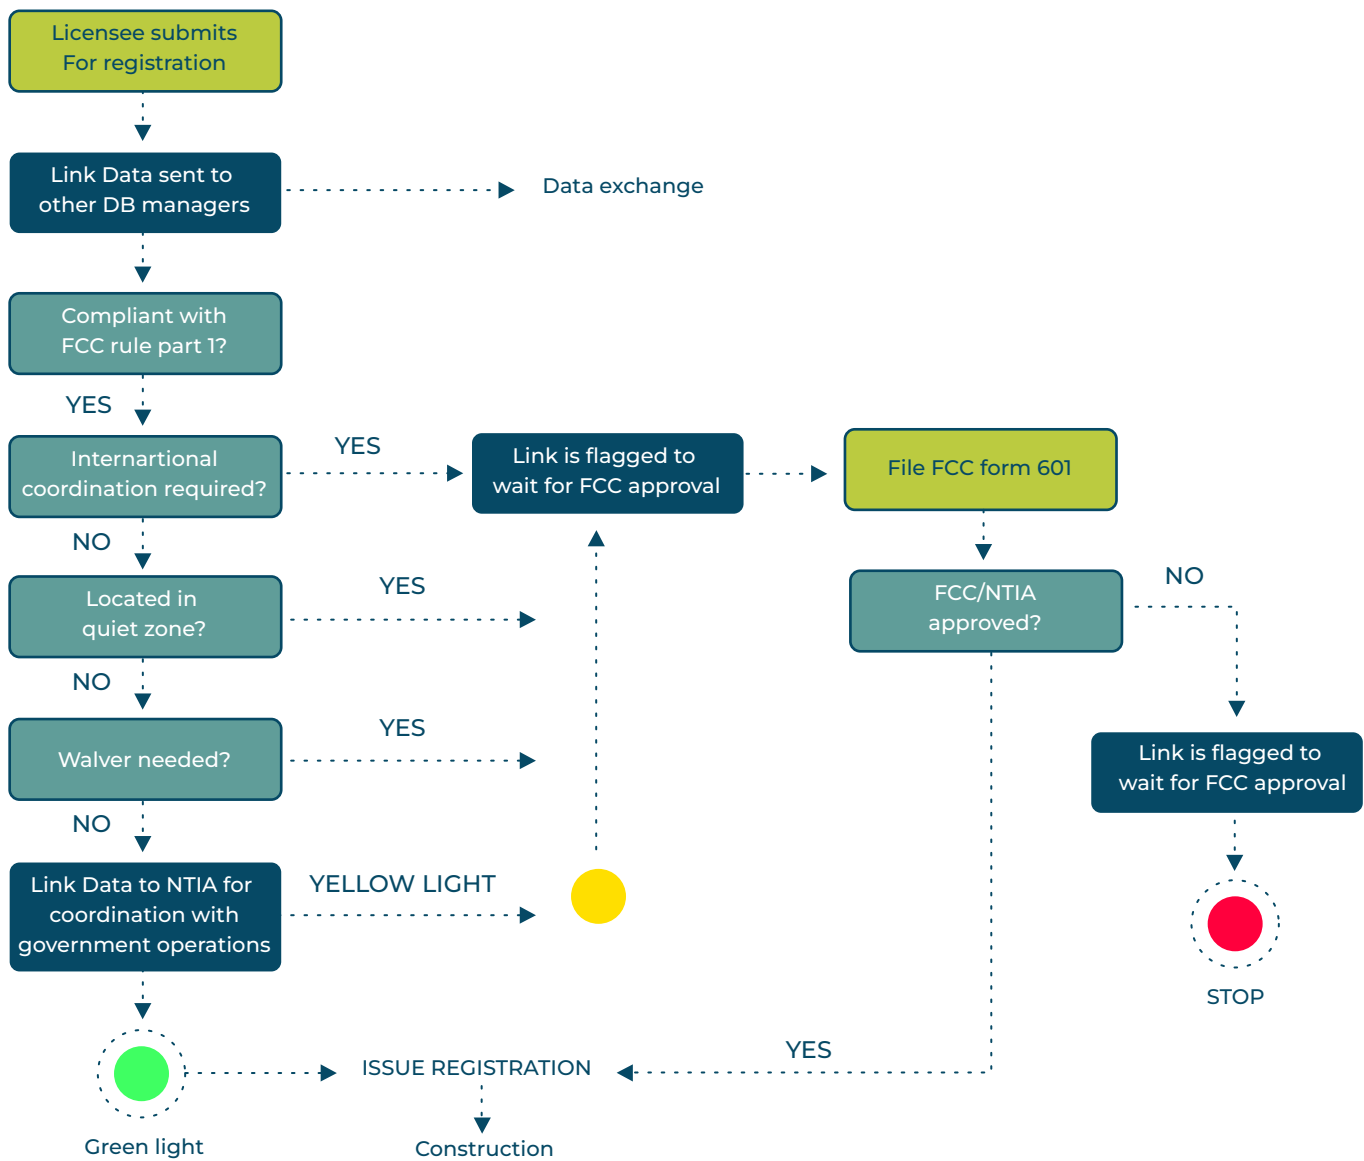 Licensee submits
For registration
Link Data sent to
other DB managers
Data exchange
Compliant with
FCC rule part 1?
YES
Internartional
coordination required?
YES
Link is flagged to
wait for FCC approval
File FCC form 601
NO
Located in
quiet zone?
YES
FCC/NTIA
approved?
NO
NO
Walver needed?
YES
Link is flagged to
wait for FCC approval
NO
Link Data to NTIA for
coordination with
government operations
YELLOW LIGHT
STOP
Green light
ISSUE REGISTRATION
YES
Construction